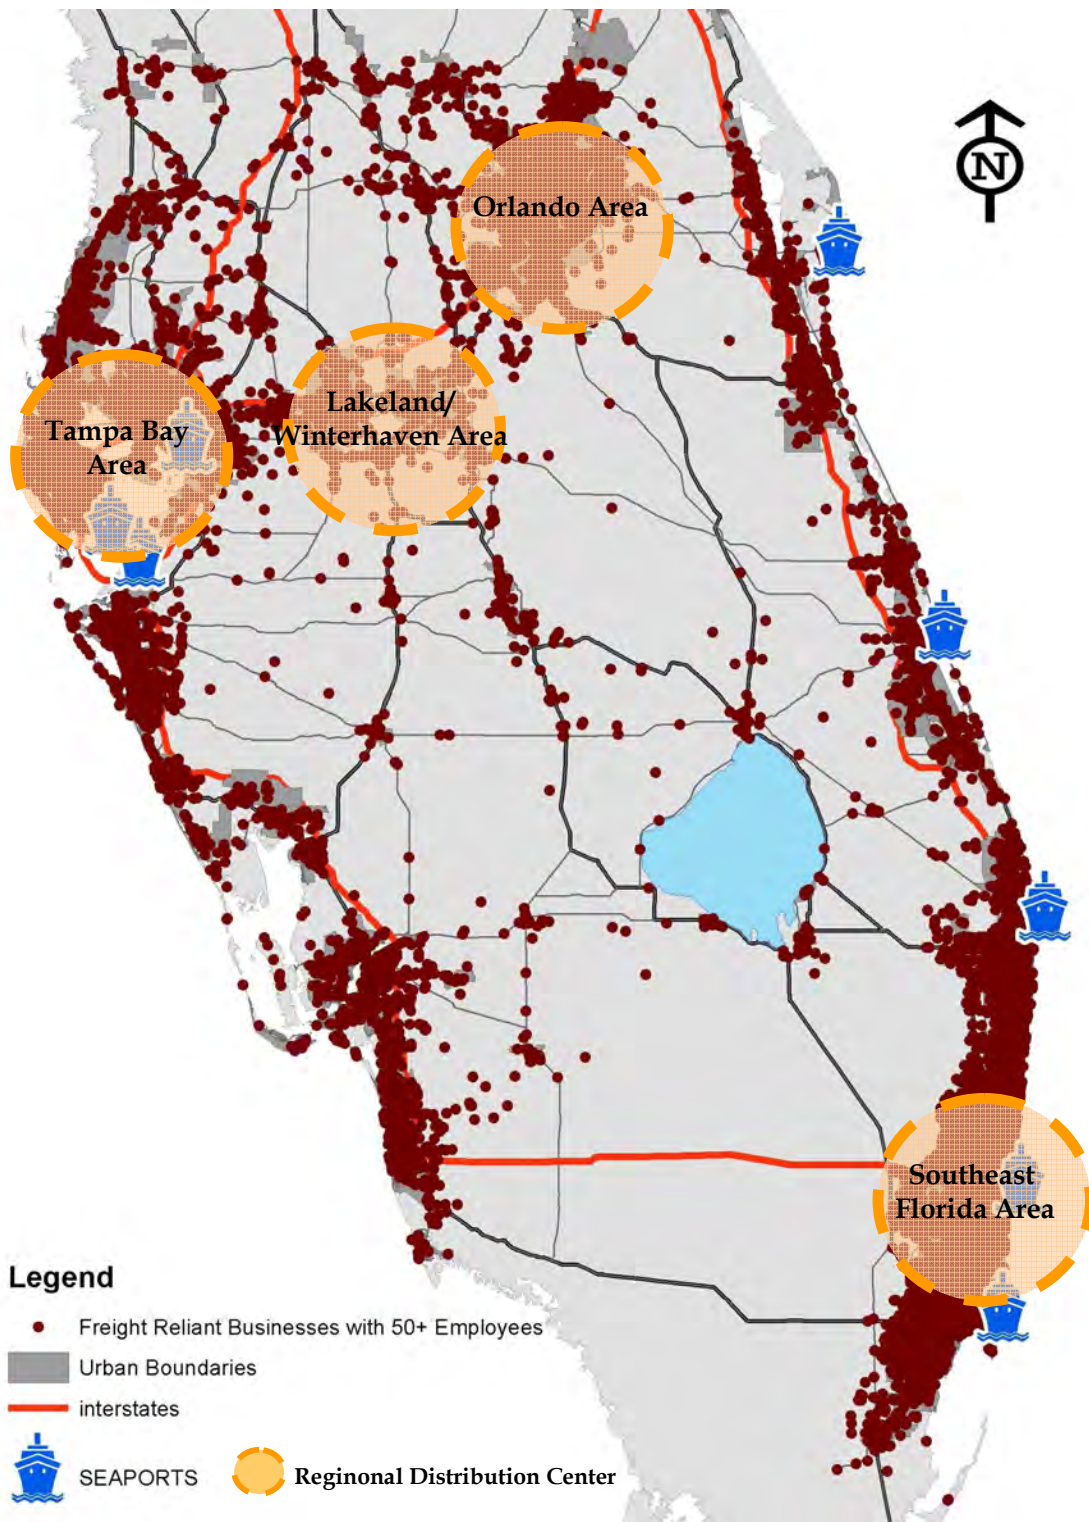 N
Orlando Area
Lakeland/
Winterhaven Area
Tampa Bay
Area
Southeast
Florida Area
Legend
Freight Reliant Businesses with 50+ Employees
Urban Boundaries
interstates
SEAPORTS
Reginonal Distribution Center